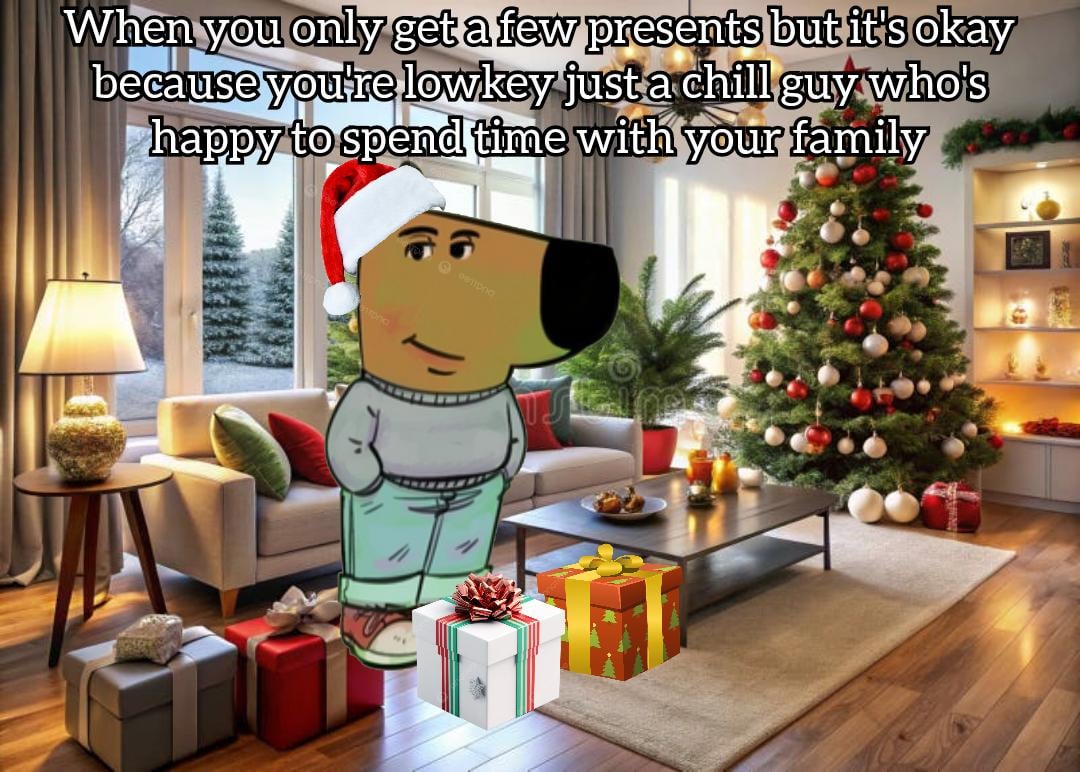 When you only get a few presents but it's okay
because you're lowkey just a chill guy who's
happy to spend time with your family